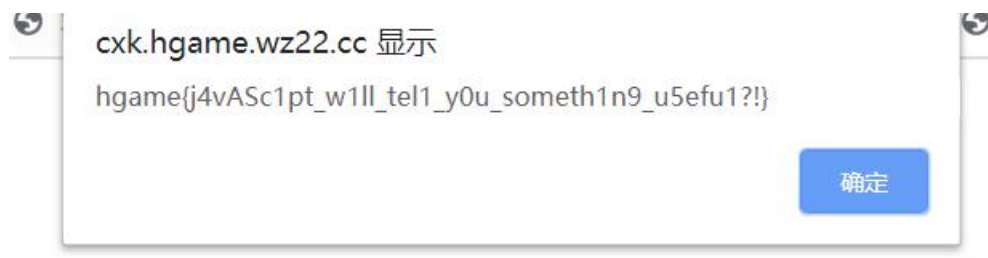 cxk.hgame.wz22.cc 显示
hgame{j4vASc1pt_w1ll_tel1_y0u_someth1n9_u5efu1?!}
确定